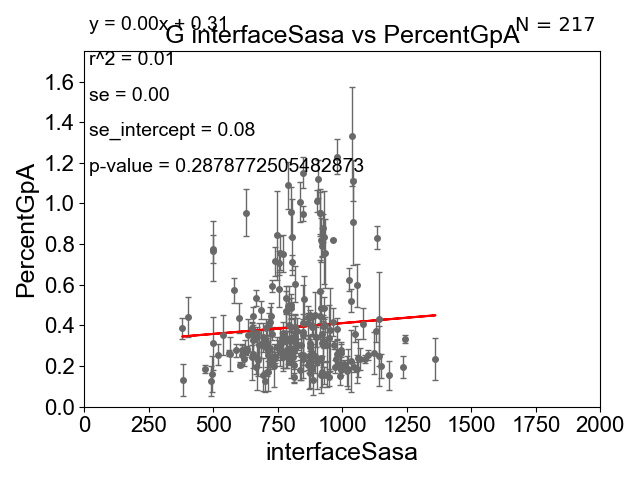 y = 0.00x + 0.31
N = 217
G interfaceSasa vs PercentGpA
r^2 = 0.01
se = 0.00
se_intercept = 0.08
p-value = 0.2878772505482873
PercentGpA
1.6
1.4
1.2
1.0
0.8
0.6
0.4
0.2
0.0
0 250 500 750 1000 1250 1500 1750 2000
interfaceSasa